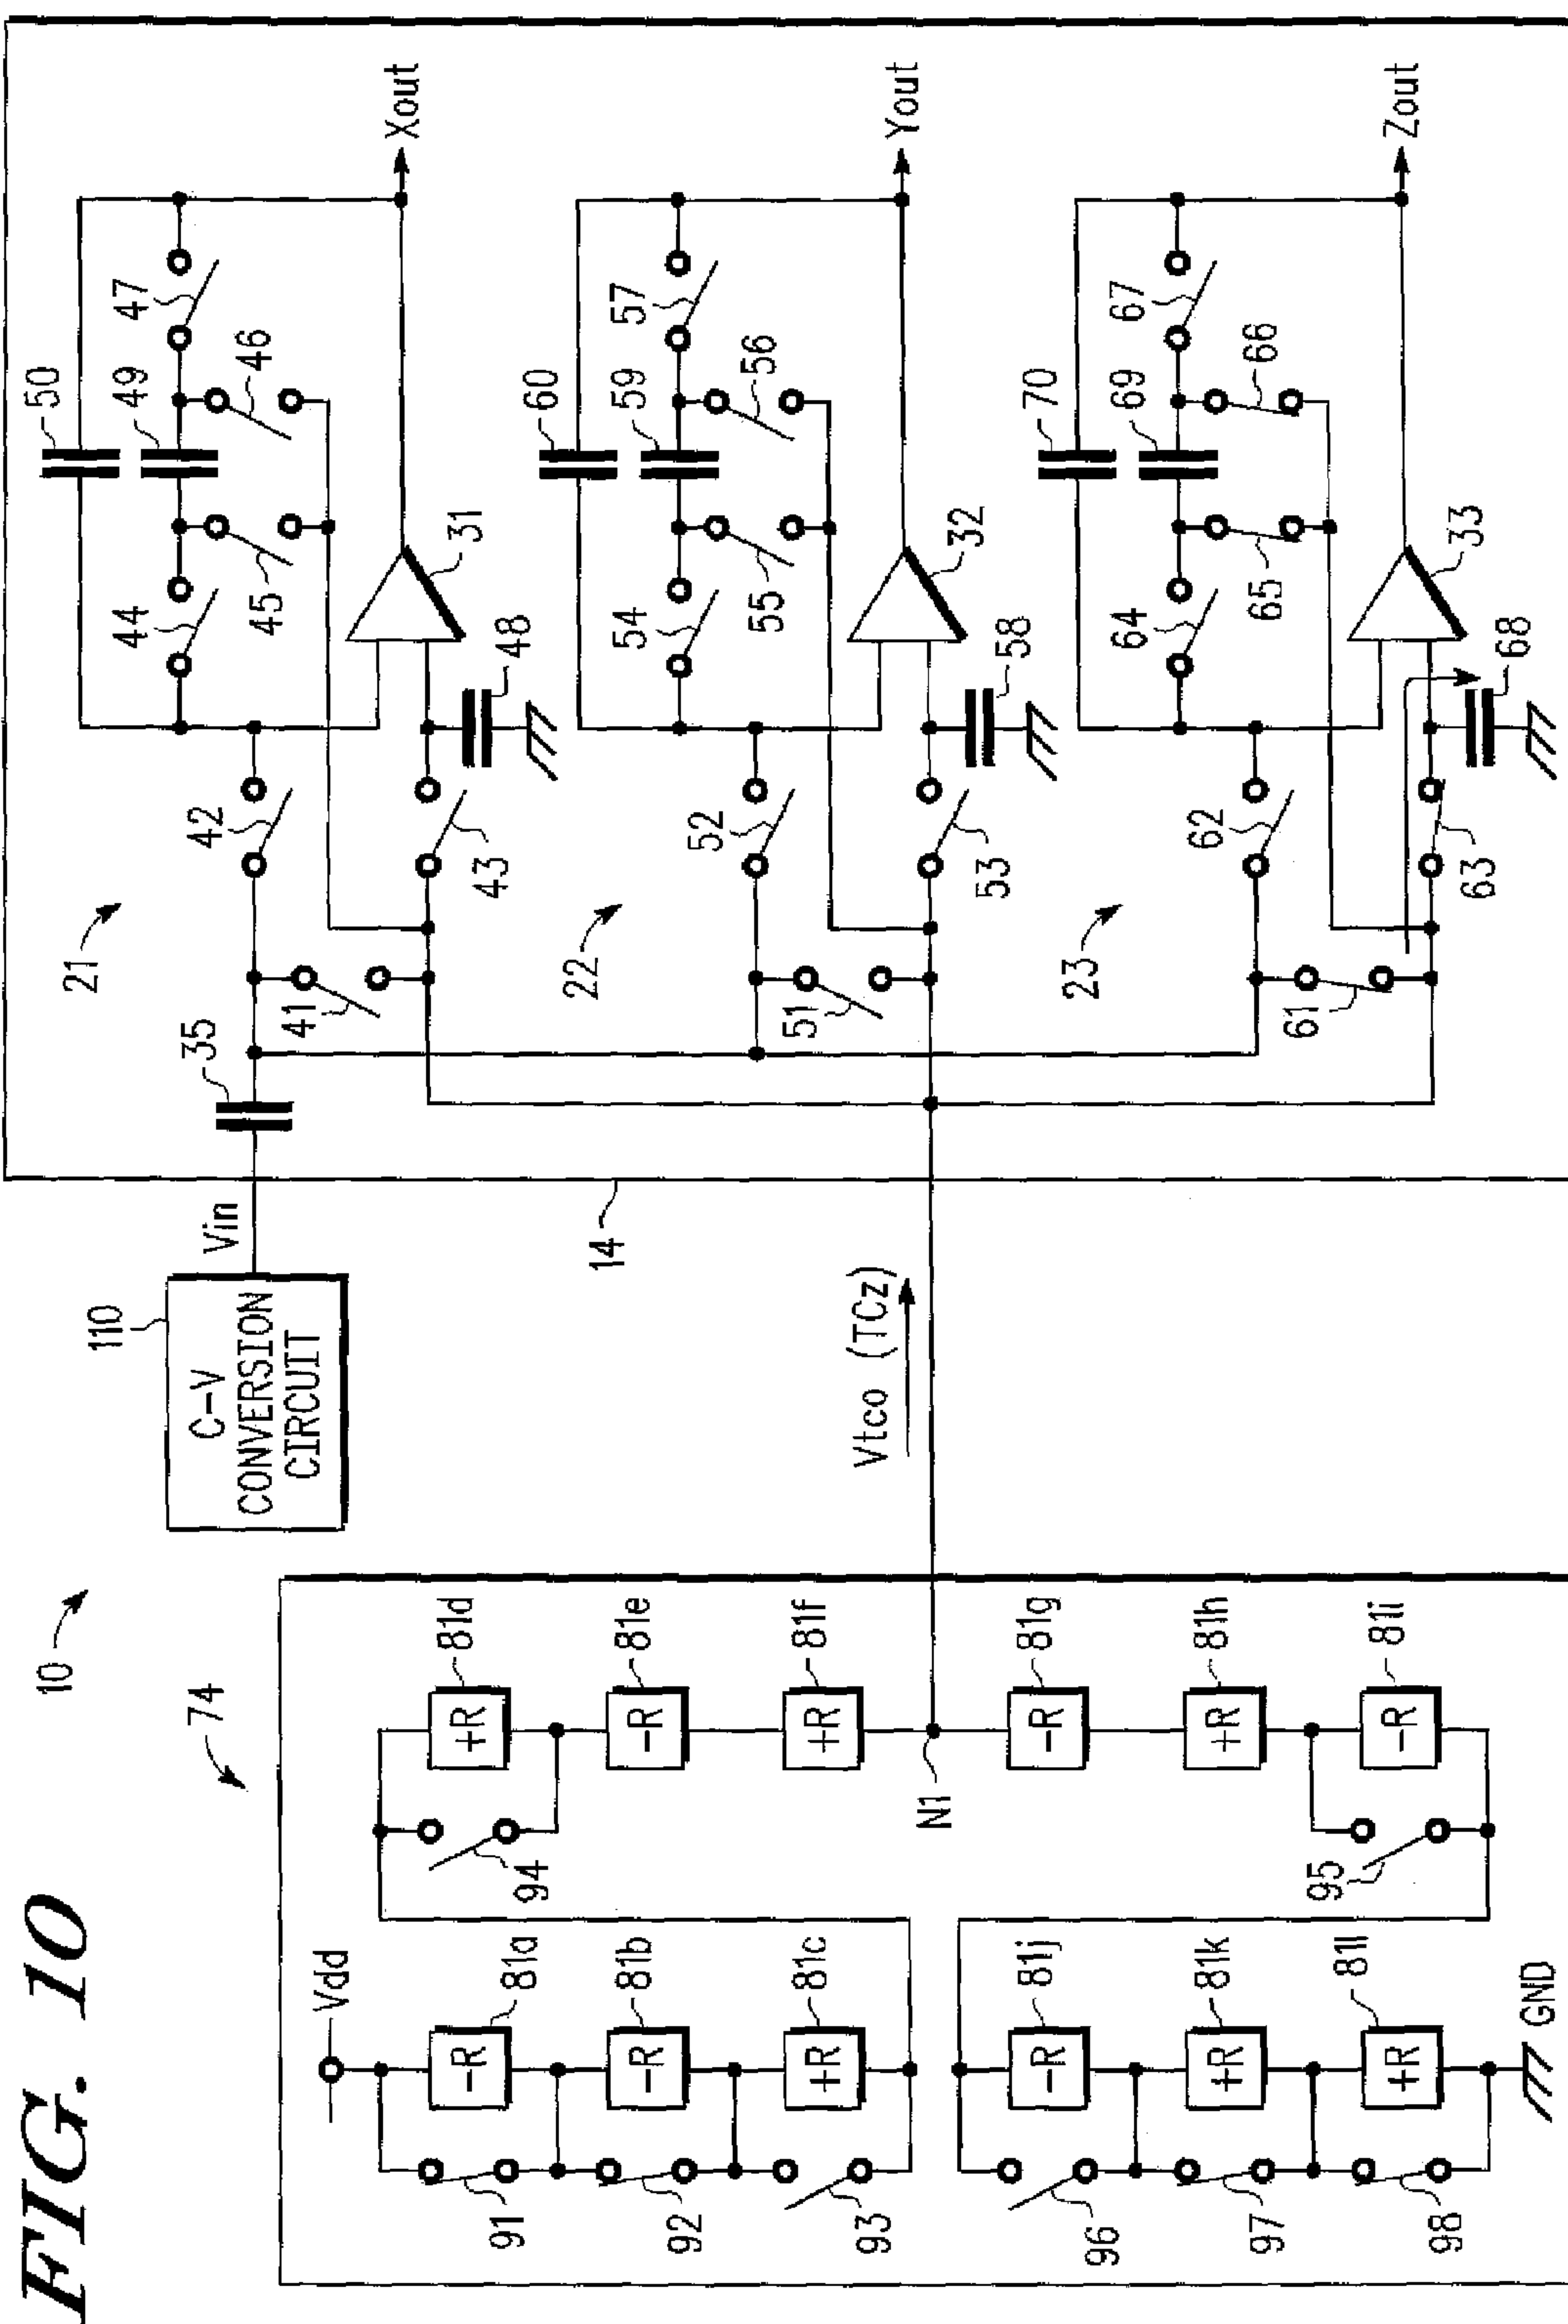 FIG. 10
10
74
Vdd
91
-R
81a
92
-R
81b
93
+R
81c
94
+R
81d
-R
81e
+R
81f
N1
-R
81g
+R
81h
95
-R
81i
96
-R
81j
97
+R
81k
98
+R
81l
GND
110
C-V
CONVERSION
CIRCUIT
Vin
Vtco (TCz)
14
35
21
41
42
43
44
45
46
47
48
49
50
31
Xout
22
51
52
53
54
55
56
57
58
59
60
32
Yout
23
61
62
63
64
65
66
67
68
69
70
33
Zout